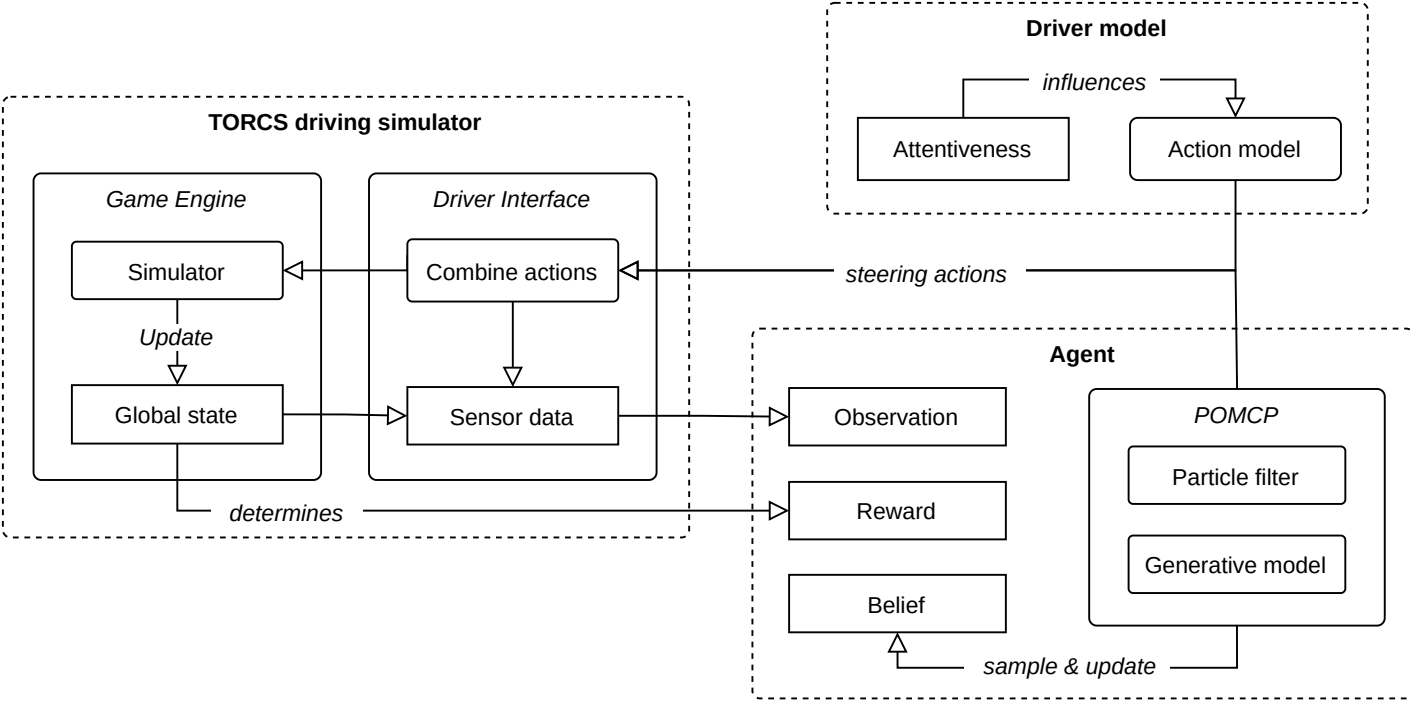 Driver model
influences
Attentiveness
Action model
TORCS driving simulator
Game Engine
Driver Interface
Simulator
Combine actions
steering actions
Update
Global state
Sensor data
determines
Agent
Observation
POMCP
Particle filter
Reward
Generative model
Belief
sample & update